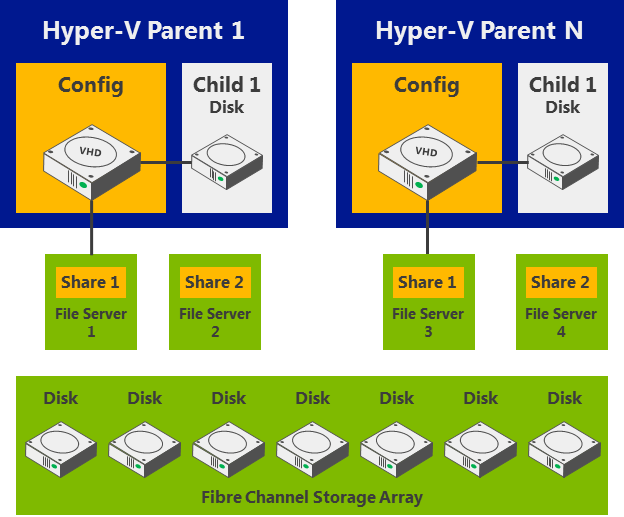 Hyper-V Parent 1
Config
VHD
Child 1
Disk
Hyper-V Parent N
Config
VHD
Child 1
Disk
Share 1
File Server
1
Share 2
File Server
2
Share 1
File Server
3
Share 2
File Server
4
Disk Disk Disk Disk Disk Disk Disk
Fibre Channel Storage Array